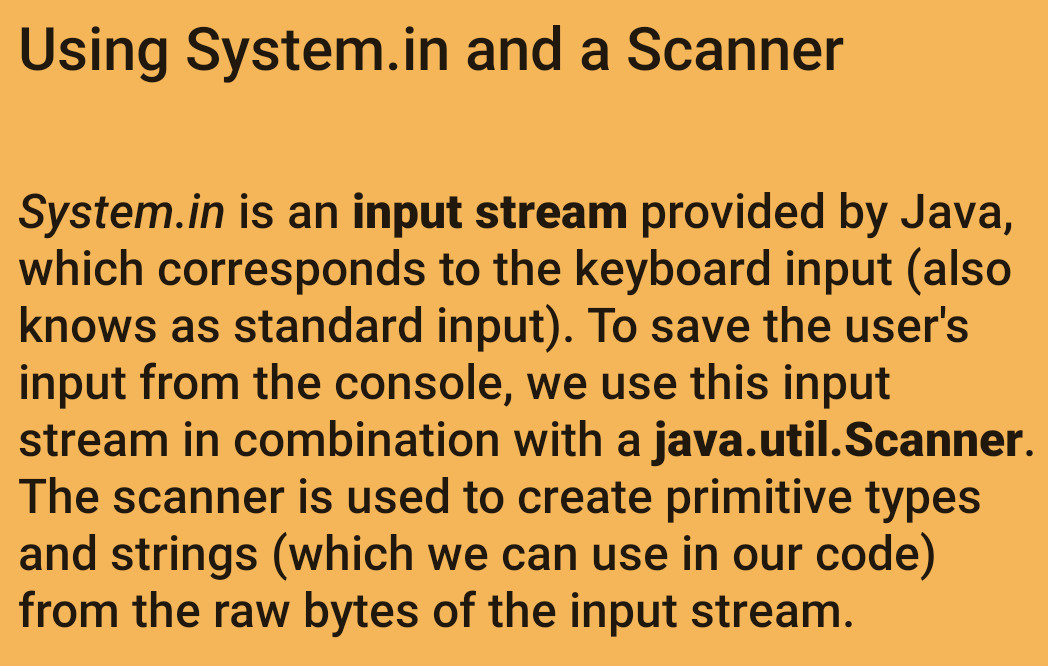 Using System.in and a Scanner
System.in is an input stream provided by Java,
which corresponds to the keyboard input (also
knows as standard input). To save the user's
input from the console, we use this input
stream in combination with a java.util.Scanner.
The scanner is used to create primitive types
and strings (which we can use in our code)
from the raw bytes of the input stream.